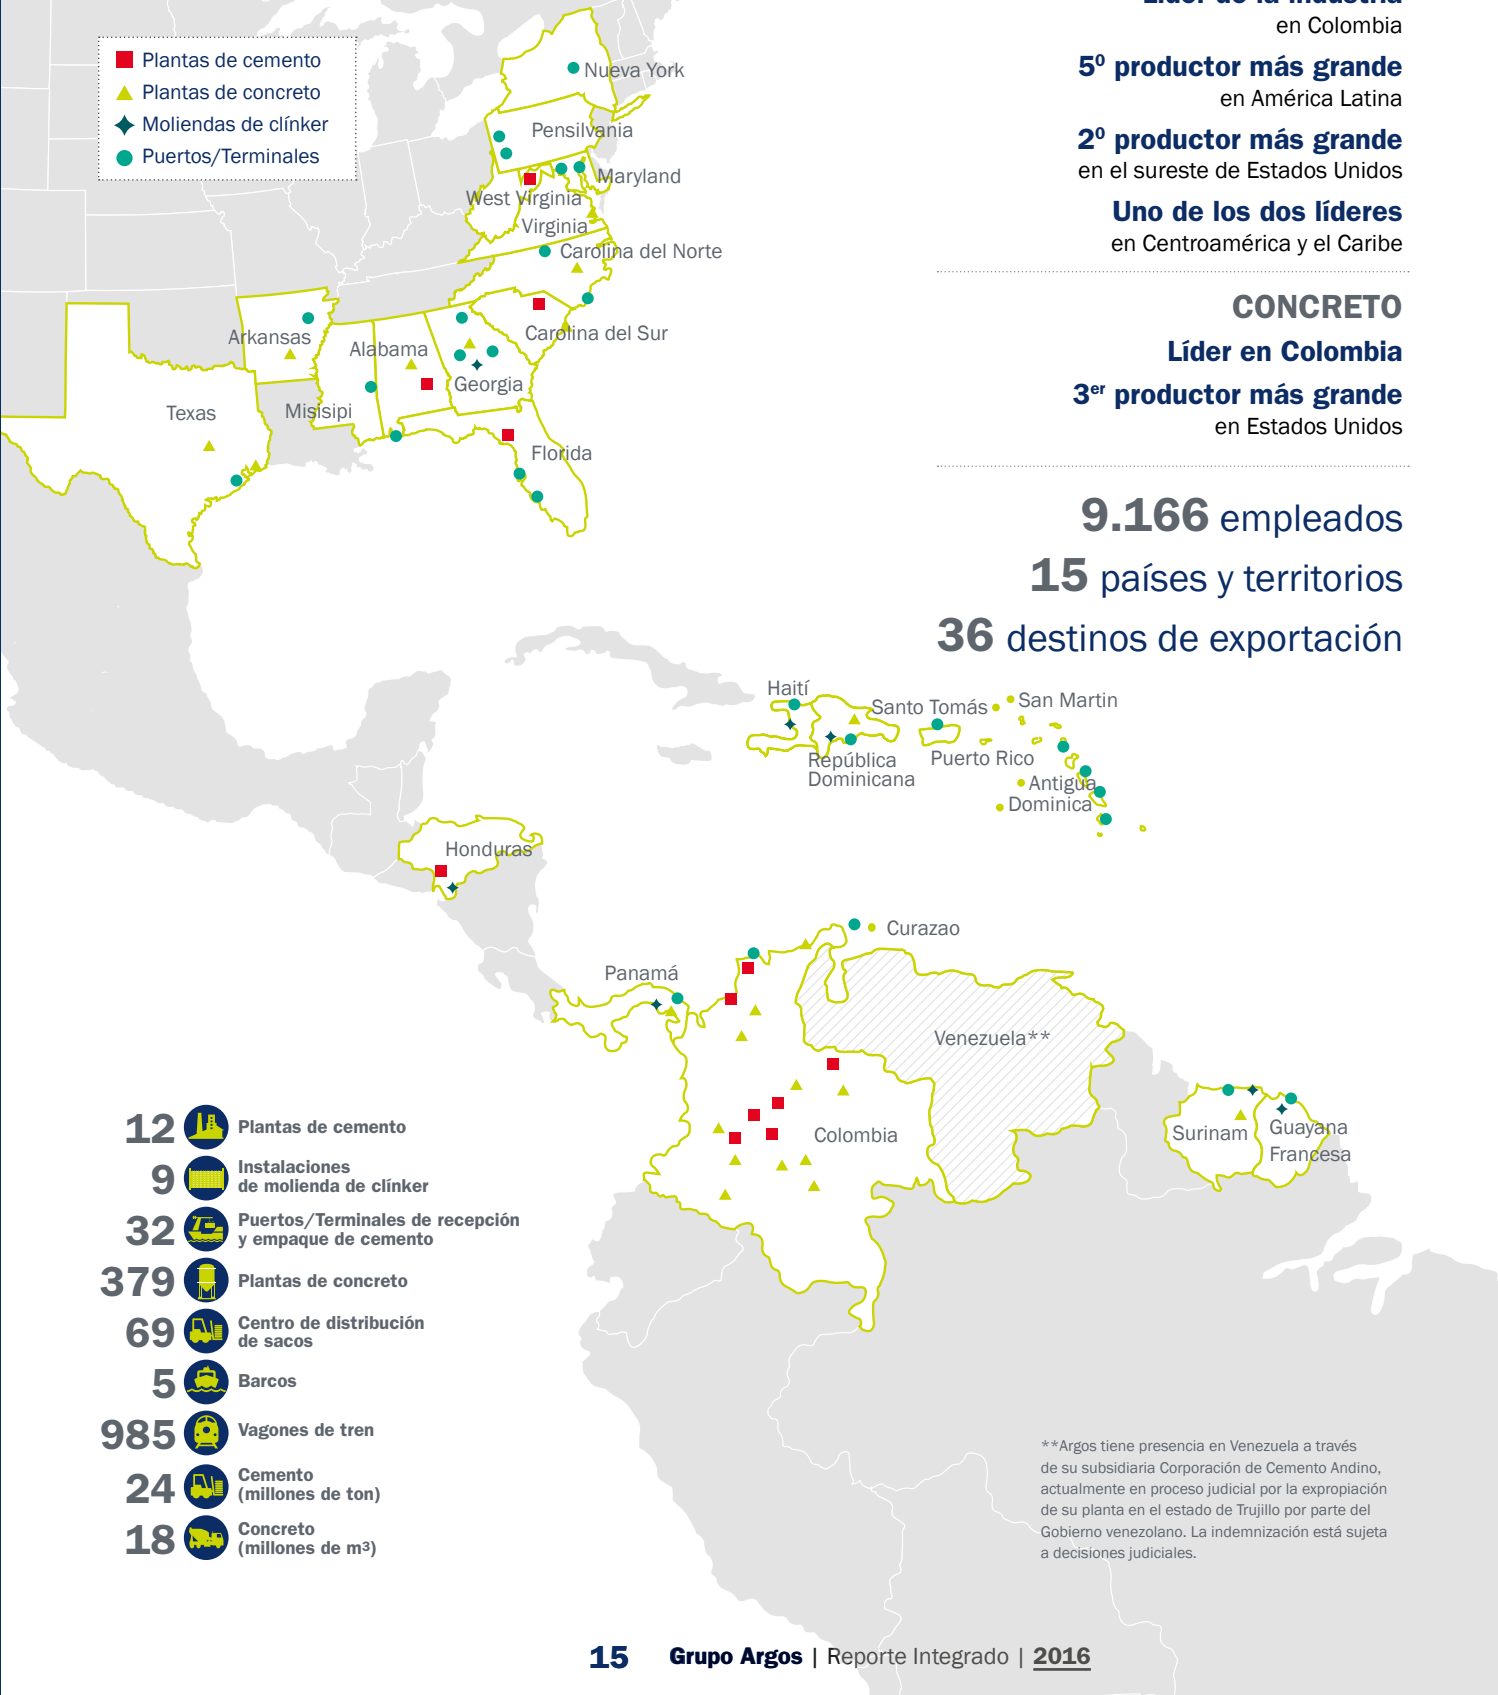 Líder de la industria
en Colombia
5º productor más grande
en América Latina
2º productor más grande
en el sureste de Estados Unidos
Uno de los dos líderes
en Centroamérica y el Caribe
CONCRETO
Líder en Colombia
3er productor más grande
en Estados Unidos
9.166 empleados
15 países y territorios
36 destinos de exportación
Plantas de cemento
Plantas de concreto
Moliendas de clínker
Puertos/Terminales
Nueva York
Pensilvania
Maryland
West Virginia
Virginia
Carolina del Norte
Carolina del Sur
Arkansas
Alabama
Georgia
Texas
Misisipi
Florida
Haití
Santo Tomás
San Martin
República
Dominicana
Puerto Rico
Antigua
Dominica
Honduras
Curazao
Panamá
Venezuela**
Colombia
Surinam
Guayana
Francesa
12 Plantas de cemento
9 Instalaciones
de molienda de clínker
32 Puertos/Terminales de recepción
y empaque de cemento
379 Plantas de concreto
69 Centro de distribución
de sacos
5 Barcos
985 Vagones de tren
24 Cemento
(millones de ton)
18 Concreto
(millones de m³)
**Argos tiene presencia en Venezuela a través
de su subsidiaria Corporación de Cemento Andino,
actualmente en proceso judicial por la expropiación
de su planta en el estado de Trujillo por parte del
Gobierno venezolano. La indemnización está sujeta
a decisiones judiciales.
15 Grupo Argos | Reporte Integrado | 2016